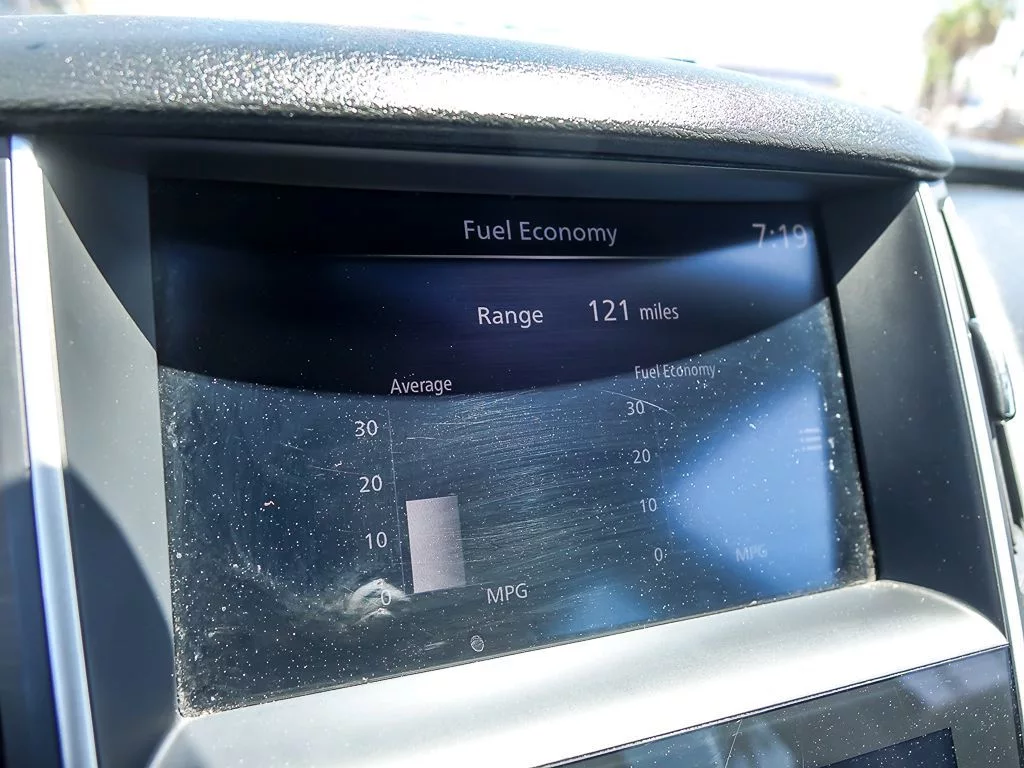 Fuel Economy 7:19
Range 121 miles
Average Fuel Economy
30 30
20 20
10 10
0 MPG 0 MPG